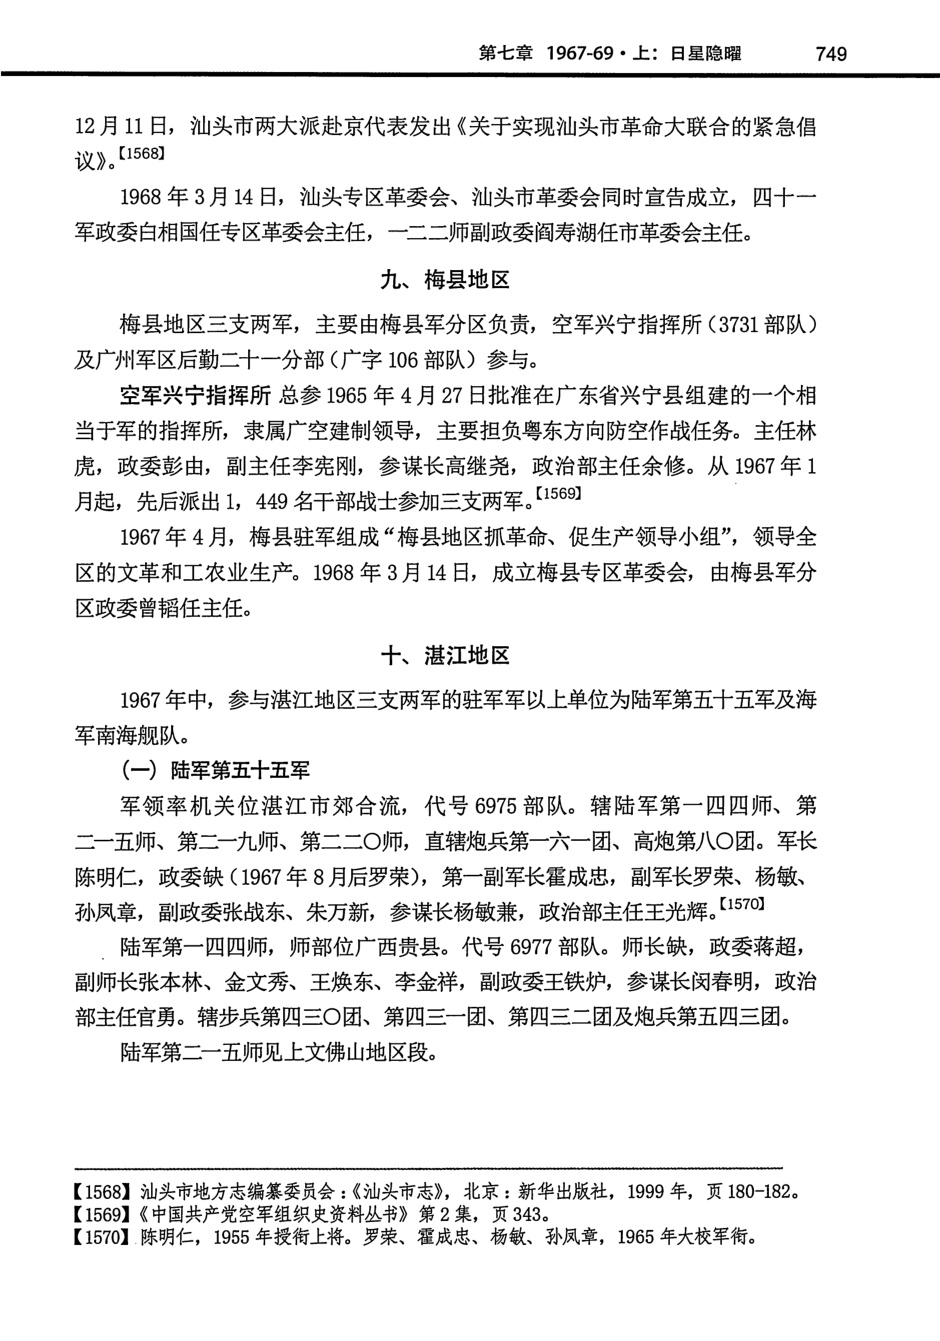 第七章 1967-69·上：日星隐曜 749
12月11日，汕头市两大派赴京代表发出《关于实现汕头市革命大联合的紧急倡
议》。【1568】
1968年3月14日，汕头专区革委会、汕头市革委会同时宣告成立，四十一
军政委白相国任专区革委会主任，一二二师副政委阎寿湖任市革委会主任。
九、梅县地区
梅县地区三支两军，主要由梅县军分区负责，空军兴宁指挥所（3731部队）
及广州军区后勤二十一分部（广字106部队）参与。
空军兴宁指挥所 总参1965年4月27日批准在广东省兴宁县组建的一个相
当于军的指挥所，隶属广空建制领导，主要担负粤东方向防空作战任务。主任林
虎，政委彭由，副主任李宪刚，参谋长高继尧，政治部主任余修。从1967年1
月起，先后派出1，449名干部战士参加三支两军。【1569】
1967年4月，梅县驻军组成“梅县地区抓革命、促生产领导小组”，领导全
区的文革和工农业生产。1968年3月14日，成立梅县专区革委会，由梅县军分
区政委曾韬任主任。
十、湛江地区
1967年中，参与湛江地区三支两军的驻军军以上单位为陆军第五十五军及海
军南海舰队。
（一）陆军第五十五军
军领率机关位湛江市郊合流，代号6975部队。辖陆军第一四四师、第
二一五师、第二一九师、第二二〇师，直辖炮兵第一六一团、高炮第八〇团。军长
陈明仁，政委缺（1967年8月后罗荣），第一副军长霍成忠，副军长罗荣、杨敏、
孙凤章，副政委张战东、朱万新，参谋长杨敏兼，政治部主任王光辉。【1570】
陆军第一四四师，师部位广西贵县。代号6977部队。师长缺，政委蒋超，
副师长张本林、金文秀、王焕东、李金祥，副政委王铁炉，参谋长闵春明，政治
部主任官勇。辖步兵第四三〇团、第四三一团、第四三二团及炮兵第五四三团。
陆军第二一五师见上文佛山地区段。
【1568】汕头市地方志编纂委员会：《汕头市志》，北京：新华出版社，1999年，页180-182。
【1569】《中国共产党空军组织史资料丛书》第2集，页343。
【1570】陈明仁，1955年授衔上将。罗荣、霍成忠、杨敏、孙凤章，1965年大校军衔。